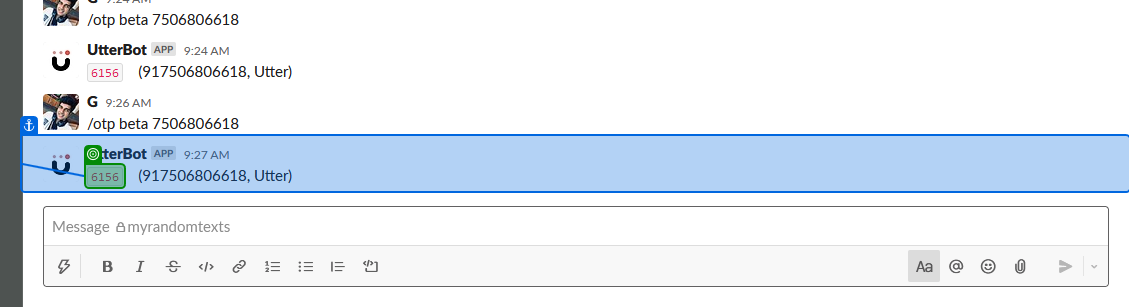 G 9:24 AM
/otp beta 7506806618
UtterBot APP 9:24 AM
6156 (917506806618, Utter)
G 9:26 AM
/otp beta 7506806618
tterBot APP 9:27 AM
6156 (917506806618, Utter)
Message myrandomtexts
B I S </> Aa @